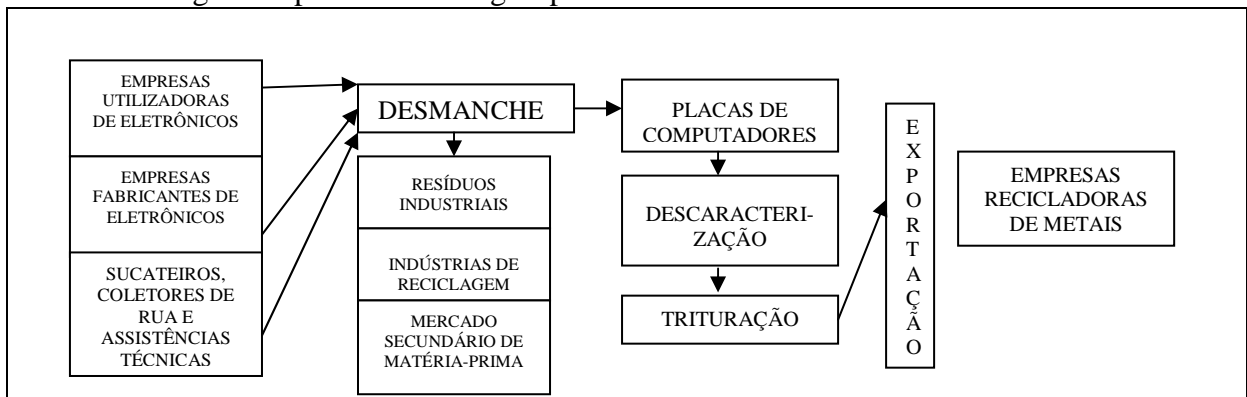 EMPRESAS
UTILIZADORAS
DE ELETRÔNICOS
EMPRESAS
FABRICANTES DE
ELETRÔNICOS
SUCATEIROS,
COLETORES DE
RUA E
ASSISTÊNCIAS
TÉCNICAS
DESMANCHE
RESÍDUOS
INDUSTRIAIS
INDÚSTRIAS DE
RECICLAGEM
MERCADO
SECUNDÁRIO DE
MATÉRIA-PRIMA
PLACAS DE
COMPUTADORES
DESCARACTERI-
ZAÇÃO
TRITURAÇÃO
E
X
P
O
R
T
A
Ç
Ã
O
EMPRESAS
RECICLADORAS
DE METAIS